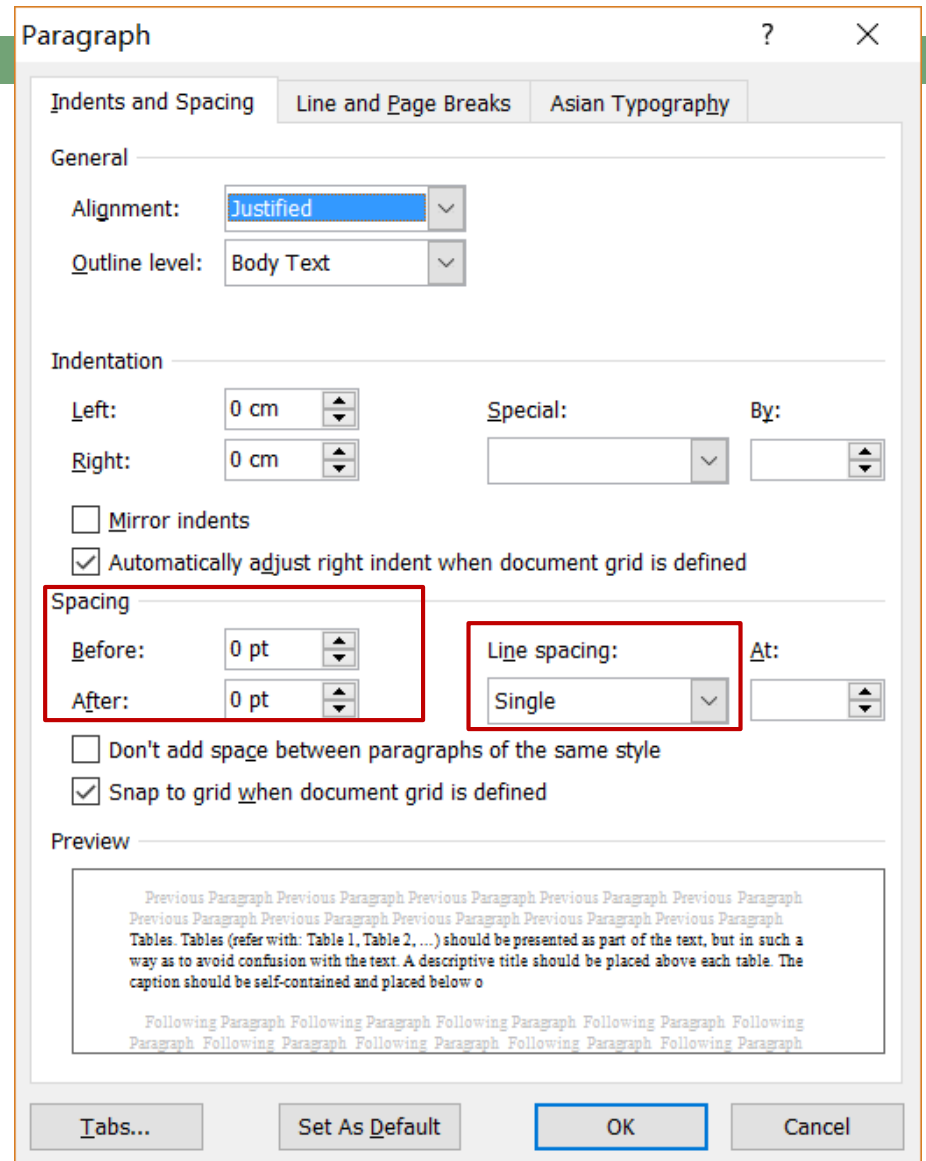 Paragraph ?
Indents and Spacing Line and Page Breaks Asian Typography
General
Alignment: Justified
Outline level: Body Text
Indentation
Left: 0 cm Special: By:
Right: 0 cm
Mirror indents
Automatically adjust right indent when document grid is defined
Spacing
Before: 0 pt Line spacing: At:
After: 0 pt Single
Don't add space between paragraphs of the same style
Snap to grid when document grid is defined
Preview
Previous Paragraph Previous Paragraph Previous Paragraph Previous Paragraph Previous Paragraph
Previous Paragraph Previous Paragraph Previous Paragraph Previous Paragraph Previous Paragraph
Tables. Tables (refer with: Table 1, Table 2, ...) should be presented as part of the text, but in such a
way as to avoid confusion with the text. A descriptive title should be placed above each table. The
caption should be self-contained and placed below o
Following Paragraph Following Paragraph Following Paragraph Following Paragraph Following
Paragraph Following Paragraph Following Paragraph Following Paragraph Following Paragraph
Tabs... Set As Default OK Cancel